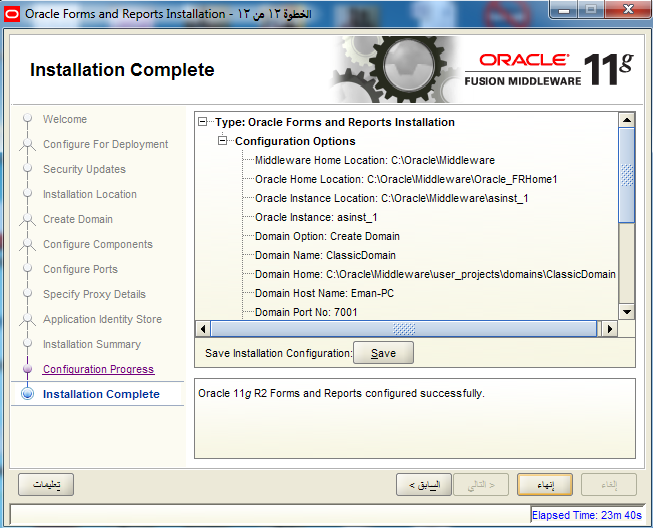 Oracle Forms and Reports Installation - الخطوة ١٢ من ١٢
Installation Complete
ORACLE®
FUSION MIDDLEWARE 11g
Welcome
Configure For Deployment
Security Updates
Installation Location
Create Domain
Configure Components
Configure Ports
Specify Proxy Details
Application Identity Store
Installation Summary
Configuration Progress
Installation Complete
Type: Oracle Forms and Reports Installation
Configuration Options
Middleware Home Location: C:\Oracle\Middleware
Oracle Home Location: C:\Oracle\Middleware\Oracle_FRHome1
Oracle Instance Location: C:\Oracle\Middleware\asinst_1
Oracle Instance: asinst_1
Domain Option: Create Domain
Domain Name: ClassicDomain
Domain Home: C:\Oracle\Middleware\user_projects\domains\ClassicDomain
Domain Host Name: Eman-PC
Domain Port No: 7001
Save Installation Configuration: Save
Oracle 11g R2 Forms and Reports configured successfully.
تعليمات
< السابق
التالي >
إنهاء
إلغاء
Elapsed Time: 23m 40s